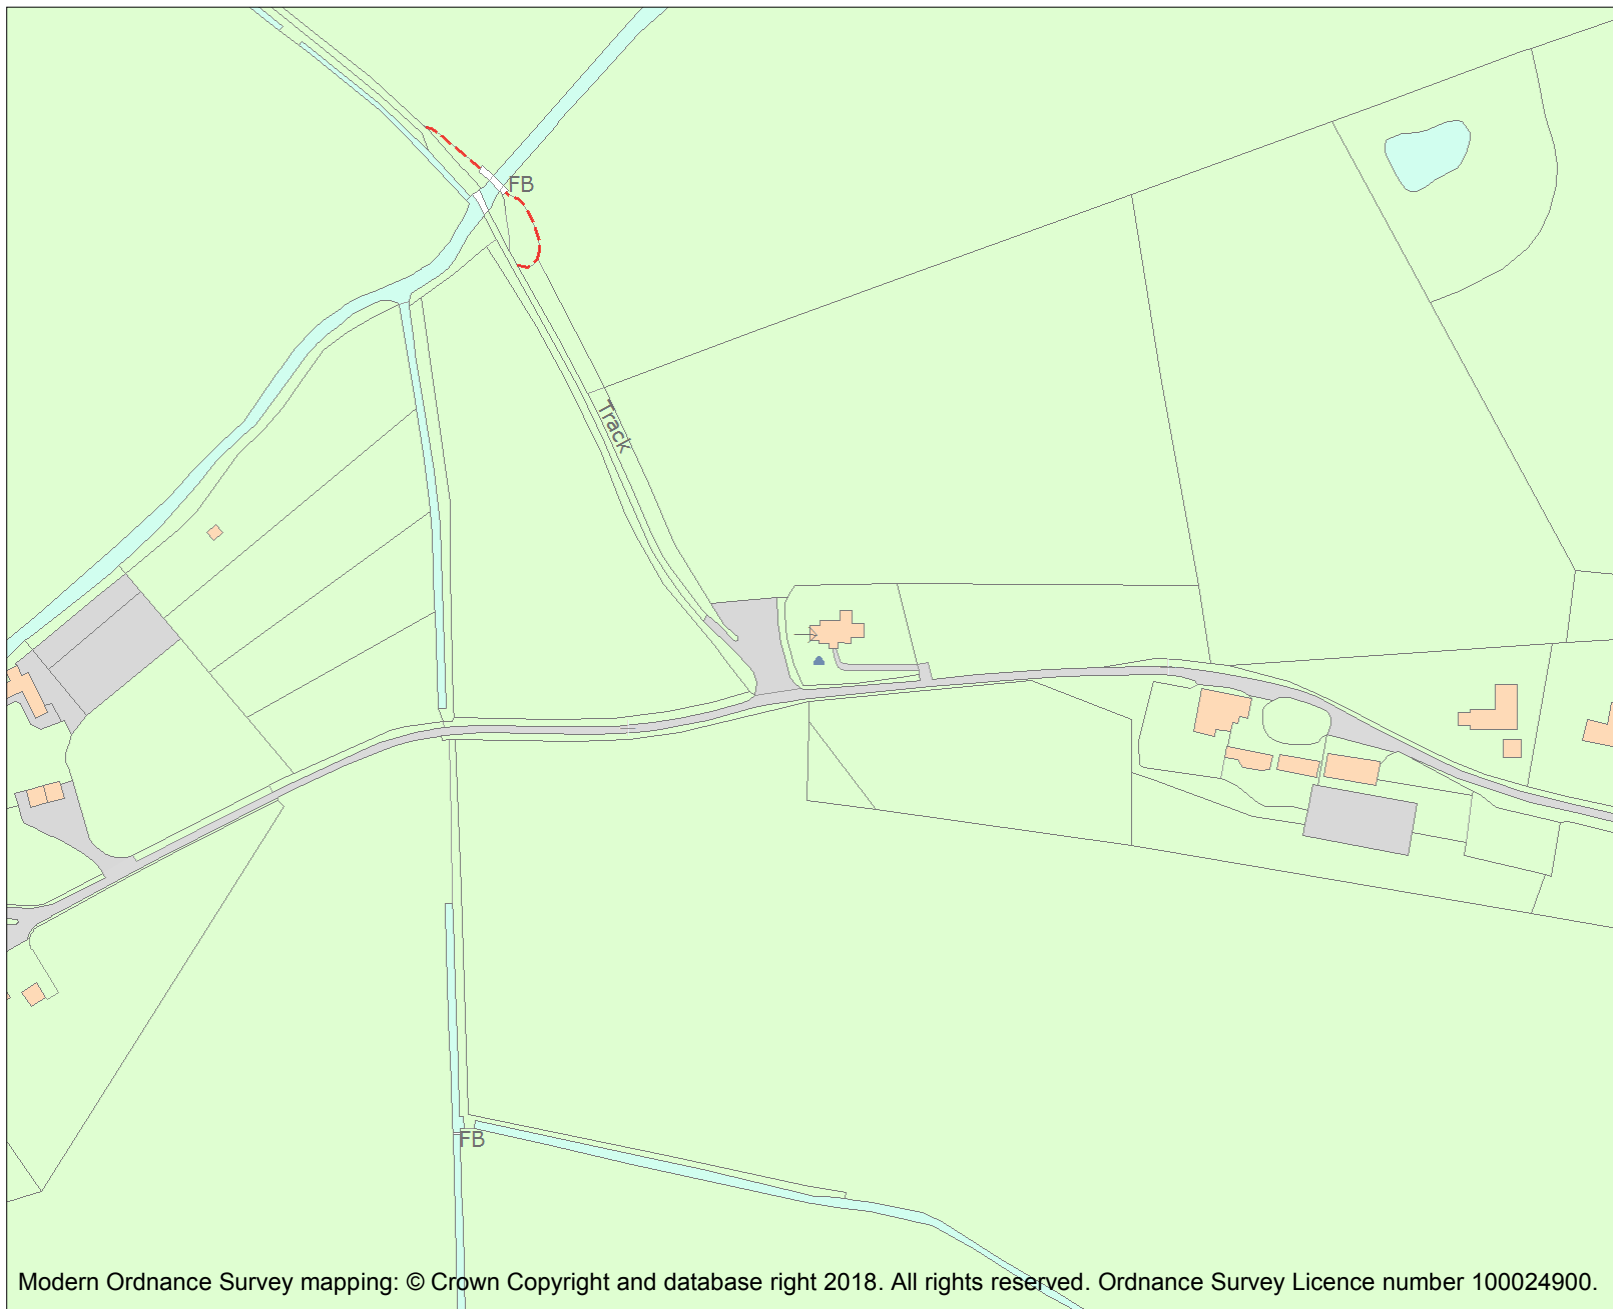 FB
Track
FB
Modern Ordnance Survey mapping: © Crown Copyright and database right 2018. All rights reserved. Ordnance Survey Licence number 100024900.